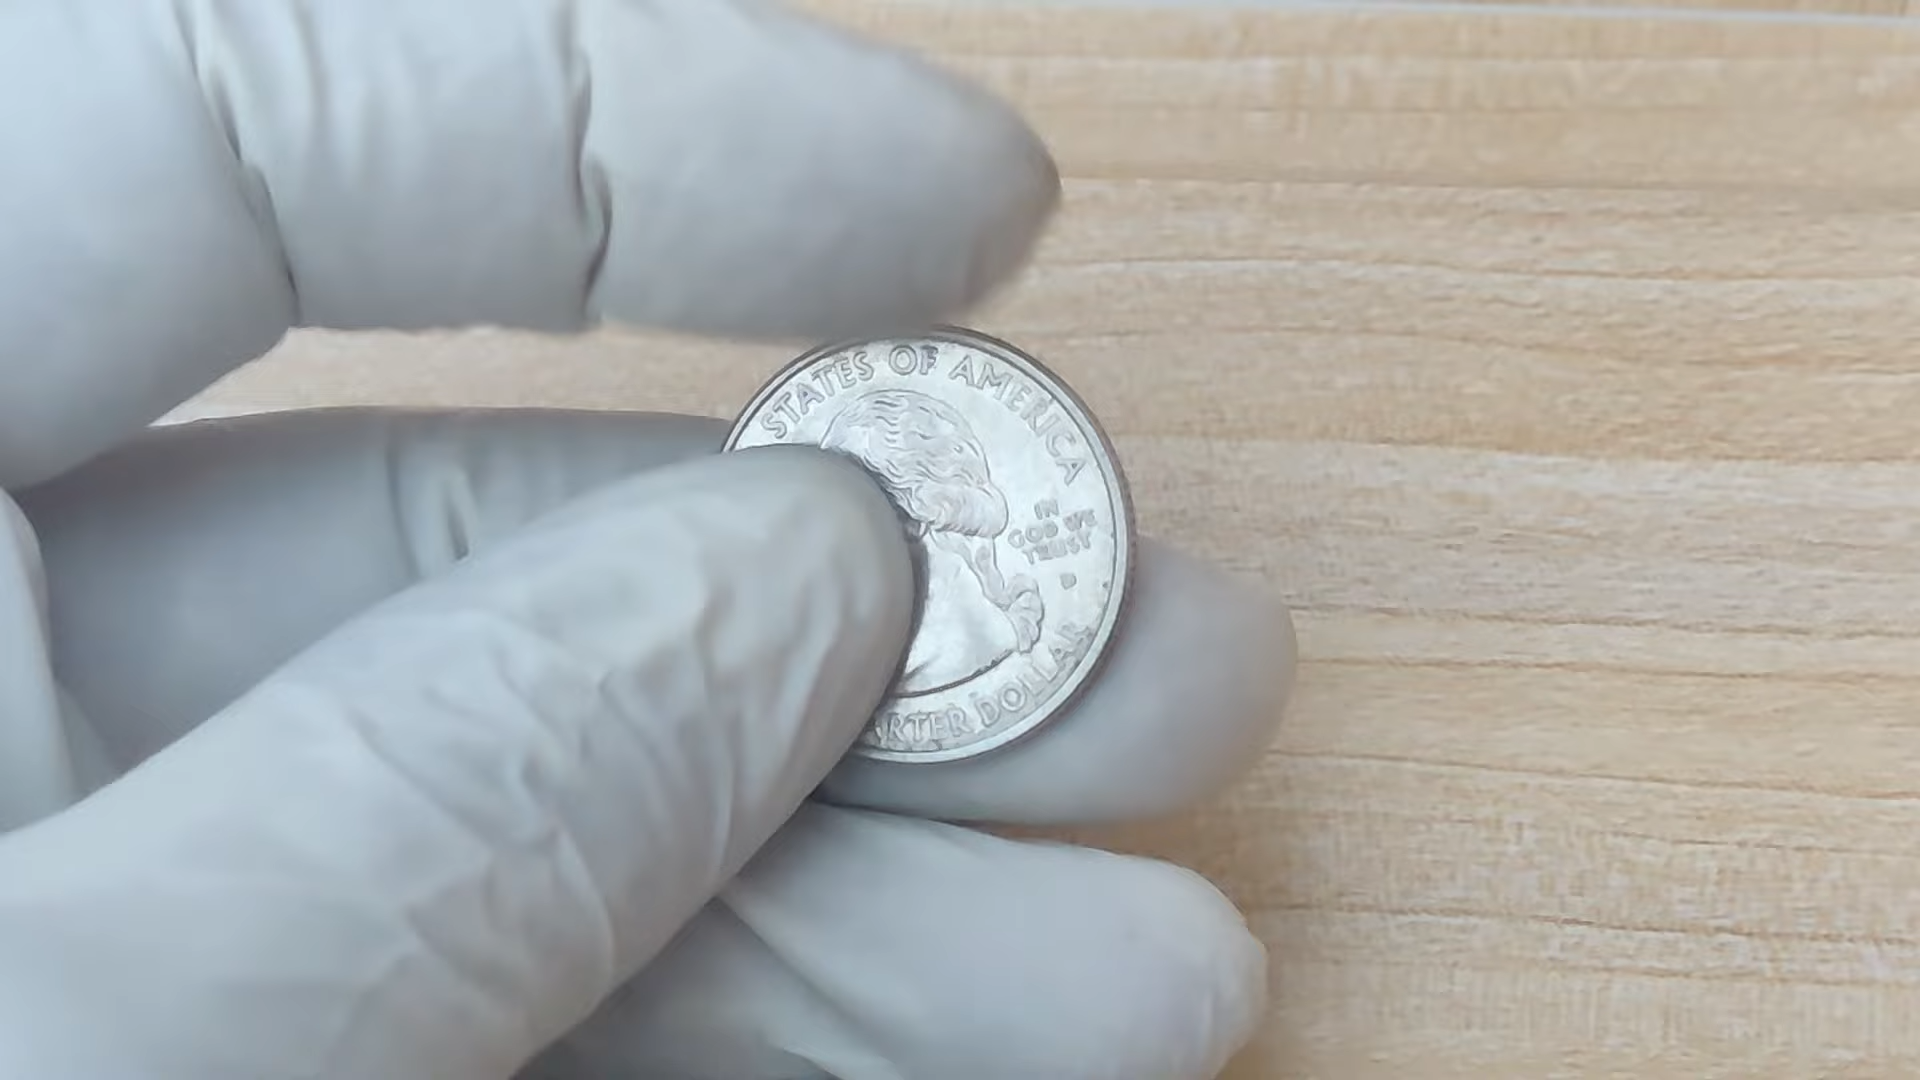 STATES OF AMERICA
IN
GOD WE
TRUST
D
ARTER DOLLAR